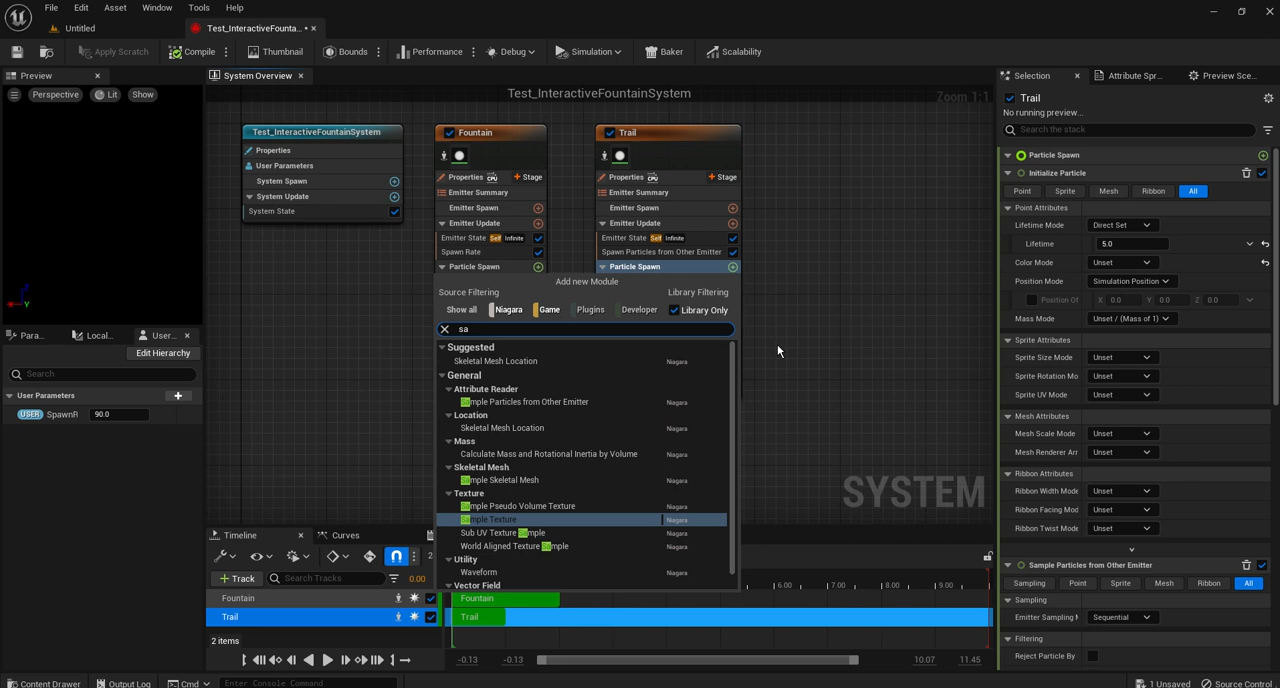 File Edit Asset Window Tools Help
Untitled
Test_InteractiveFounta... •
Apply Scratch
Compile
Thumbnail
Bounds
Performance
Debug
Simulation
Baker
Scalability
Preview
Perspective
Lit
Show
Y
Para...
Local...
User...
Edit Hierarchy
Search
User Parameters
USER SpawnR 90.0
System Overview
Test_InteractiveFountainSystem
Zoom 1:1
Test_InteractiveFountainSystem
Properties
User Parameters
System Spawn
System Update
System State
Fountain
Properties
Stage
Emitter Summary
Emitter Spawn
Emitter Update
Emitter State Self Infinite
Spawn Rate
Particle Spawn
Trail
Properties
Stage
Emitter Summary
Emitter Spawn
Emitter Update
Emitter State Self Infinite
Spawn Particles from Other Emitter
Particle Spawn
Add new Module
Source Filtering
Library Filtering
Show all
Niagara
Game
Plugins
Developer
Library Only
sa
Suggested
Skeletal Mesh Location Niagara
General
Attribute Reader
Sample Particles from Other Emitter Niagara
Location
Skeletal Mesh Location Niagara
Mass
Calculate Mass and Rotational Inertia by Volume Niagara
Skeletal Mesh
Sample Skeletal Mesh Niagara
Texture
Sample Pseudo Volume Texture Niagara
Sample Texture Niagara
Sub UV Texture Sample Niagara
World Aligned Texture Sample Niagara
Utility
Waveform Niagara
Vector Field
SYSTEM
Timeline
Curves
2
Track
Search Tracks
0.00
6.00 7.00 8.00 9.00
Fountain Fountain
Trail Trail
2 items
-0.13 -0.13 10.07 11.45
Selection
Attribute Spr...
Preview Sce...
Trail
No running preview...
Search the stack
Particle Spawn
Initialize Particle
Point Sprite Mesh Ribbon All
Point Attributes
Lifetime Mode Direct Set
Lifetime 5.0
Color Mode Unset
Position Mode Simulation Position
Position Of X 0.0 Y 0.0 Z 0.0
Mass Mode Unset / (Mass of 1)
Sprite Attributes
Sprite Size Mode Unset
Sprite Rotation Mo Unset
Sprite UV Mode Unset
Mesh Attributes
Mesh Scale Mode Unset
Mesh Renderer Arr Unset
Ribbon Attributes
Ribbon Width Mode Unset
Ribbon Facing Mod Unset
Ribbon Twist Mode Unset
Sample Particles from Other Emitter
Sampling Point Sprite Mesh Ribbon All
Sampling
Emitter Sampling M Sequential
Filtering
Reject Particle By
Content Drawer
Output Log
Cmd
Enter Console Command
1 Unsaved
Source Control